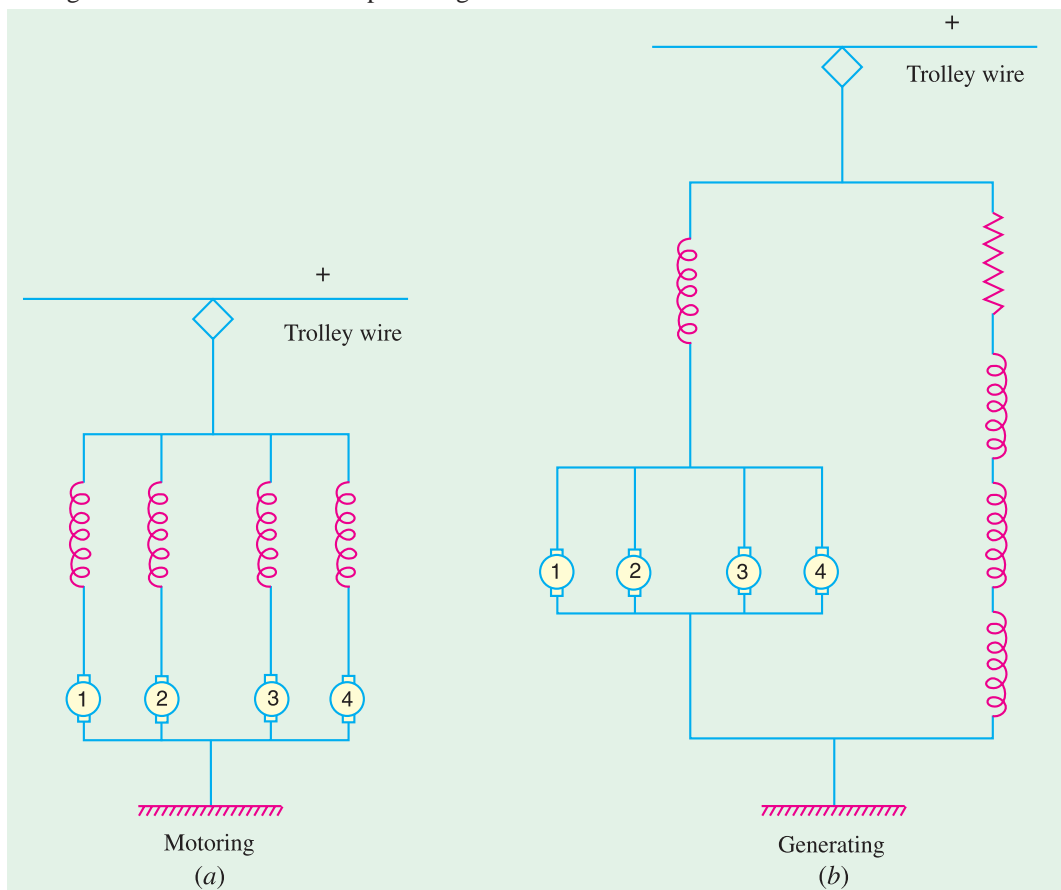 +
Trolley wire
+
Trolley wire
1 2 3 4
1 2 3 4
Motoring
Generating
(a)
(b)